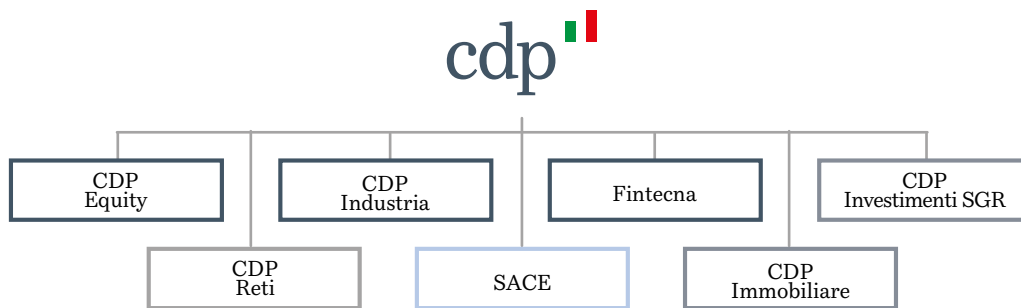 cdp
CDP
Equity
CDP
Industria
Fintecna
CDP
Investimenti SGR
CDP
Reti
SACE
CDP
Immobiliare